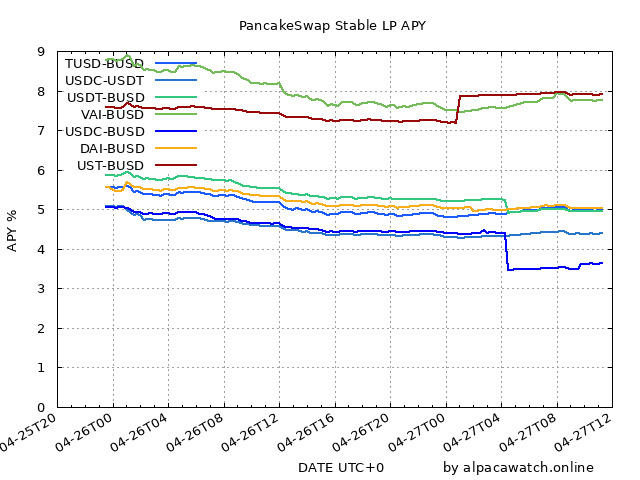 PancakeSwap Stable LP APY
APY %
9
8
7
6
5
4
3
2
1
0
TUSD-BUSD
USDC-USDT
USDT-BUSD
VAI-BUSD
USDC-BUSD
DAI-BUSD
UST-BUSD
04-25T20
04-26T00
04-26T04
04-26T08
04-26T12
04-26T16
04-26T20
04-27T00
04-27T04
04-27T08
04-27T12
DATE UTC+0
by alpacawatch.online